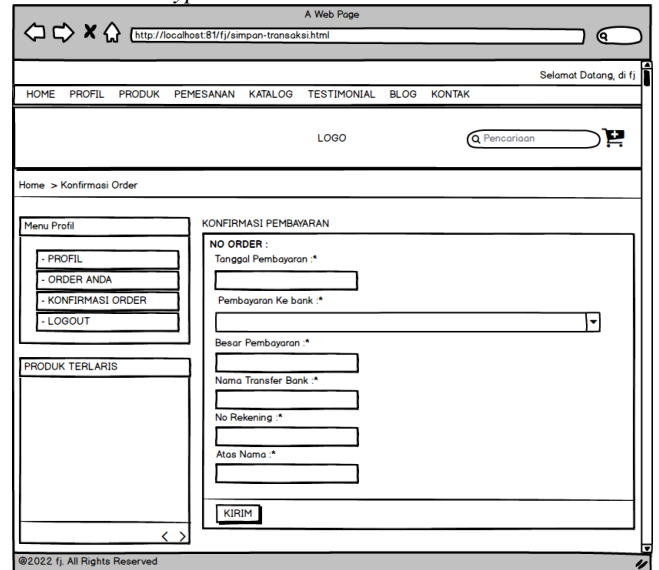 A Web Page
http://localhost:81/fj/simpan-transaksi.html
Selamat Datang, di fj
HOME PROFIL PRODUK PEMESANAN KATALOG TESTIMONIAL BLOG KONTAK
LOGO
Pencarioan
Home > Konfirmasi Order
Menu Profil
- PROFIL
- ORDER ANDA
- KONFIRMASI ORDER
- LOGOUT
PRODUK TERLARIS
< >
KONFIRMASI PEMBAYARAN
NO ORDER :
Tanggal Pembayaran :*
Pembayaran Ke bank :*
Besar Pembayaran :*
Nama Transfer Bank :*
No Rekening :*
Atas Nama :*
KIRIM
@2022 fj. All Rights Reserved